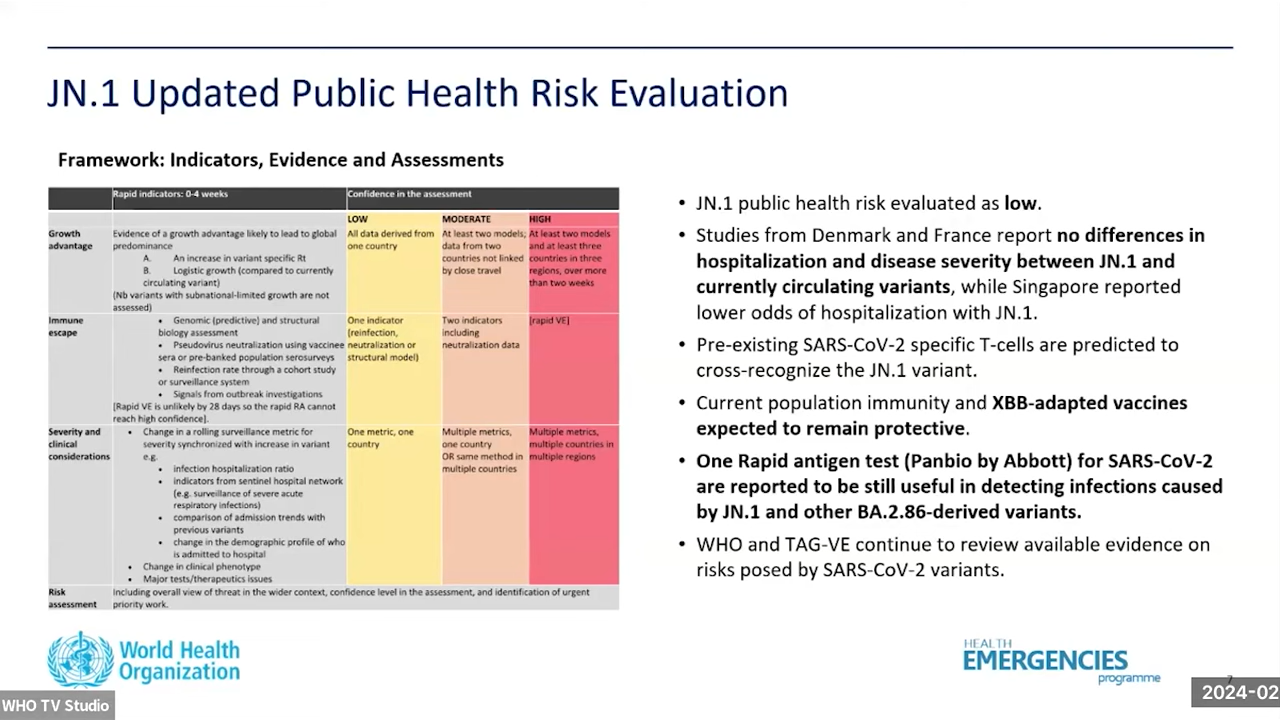 JN.1 Updated Public Health Risk Evaluation
Framework: Indicators, Evidence and Assessments
Rapid indicators: 0-4 weeks
Confidence in the assessment
LOW
MODERATE
HIGH
Growth
advantage
Evidence of a growth advantage likely to lead to global
predominance
A. An increase in variant specific Rt
B. Logistic growth (compared to currently
circulating variant)
(Nb variants with subnational-limited growth are not
assessed)
All data derived from
one country
At least two models;
data from two
countries not linked
by close travel
At least two models
and at least three
countries in three
regions, over more
than two weeks
Immune
escape
• Genomic (predictive) and structural
biology assessment
• Pseudovirus neutralization using vaccinee
sera or pre-banked population serosurveys
• Reinfection rate through a cohort study
or surveillance system
• Signals from outbreak investigations
[Rapid VE is unlikely by 28 days so the rapid RA cannot
reach high confidence].
One indicator
(reinfection,
neutralization or
structural model)
Two indicators
including
neutralization data
[rapid VE]
Severity and
clinical
considerations
• Change in a rolling surveillance metric for
severity synchronized with increase in variant
e.g.
• infection hospitalization ratio
• indicators from sentinel hospital network
(e.g. surveillance of severe acute
respiratory infections)
• comparison of admission trends with
previous variants
• change in the demographic profile of who
is admitted to hospital
• Change in clinical phenotype
• Major tests/therapeutics issues
One metric, one
country
Multiple metrics,
one country
OR same method in
multiple countries
Multiple metrics,
multiple countries in
multiple regions
Risk
assessment
Including overall view of threat in the wider context, confidence level in the assessment, and identification of urgent
priority work.
• JN.1 public health risk evaluated as low.
• Studies from Denmark and France report no differences in
hospitalization and disease severity between JN.1 and
currently circulating variants, while Singapore reported
lower odds of hospitalization with JN.1.
• Pre-existing SARS-CoV-2 specific T-cells are predicted to
cross-recognize the JN.1 variant.
• Current population immunity and XBB-adapted vaccines
expected to remain protective.
• One Rapid antigen test (Panbio by Abbott) for SARS-CoV-2
are reported to be still useful in detecting infections caused
by JN.1 and other BA.2.86-derived variants.
• WHO and TAG-VE continue to review available evidence on
risks posed by SARS-CoV-2 variants.
World Health
Organization
HEALTH
EMERGENCIES
programme
7
WHO TV Studio
2024-02